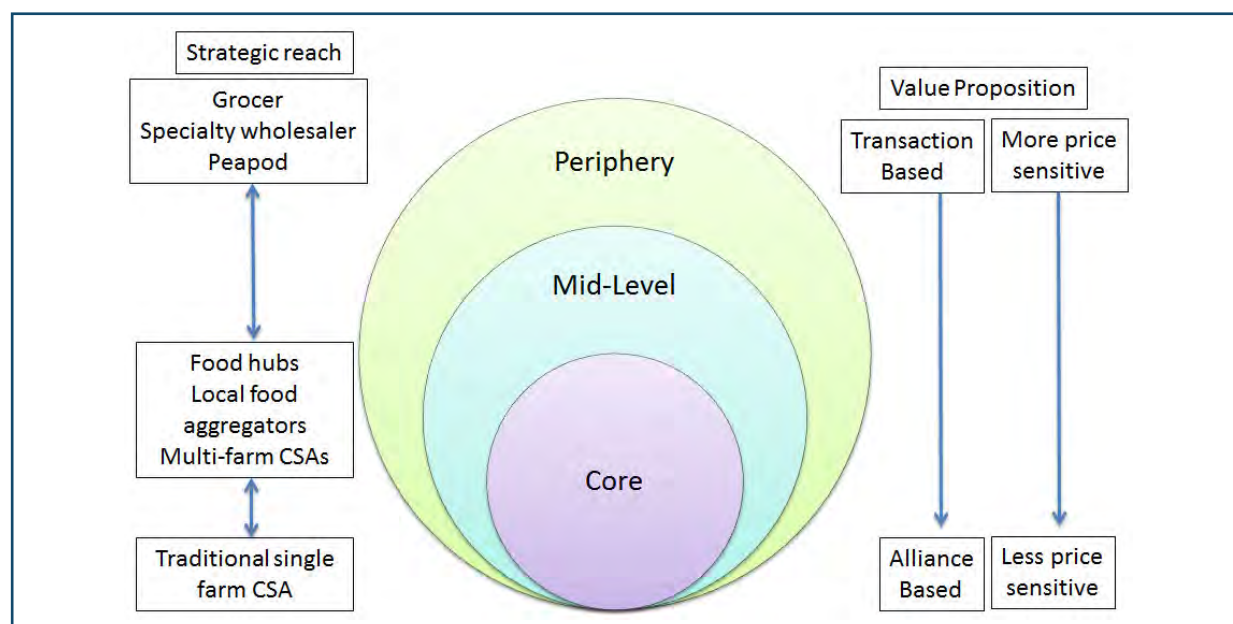 Strategic reach
Grocer
Specialty wholesaler
Peapod
Food hubs
Local food
aggregators
Multi-farm CSAs
Traditional single
farm CSA
Periphery
Mid-Level
Core
Value Proposition
Transaction
Based
More price
sensitive
Alliance
Based
Less price
sensitive